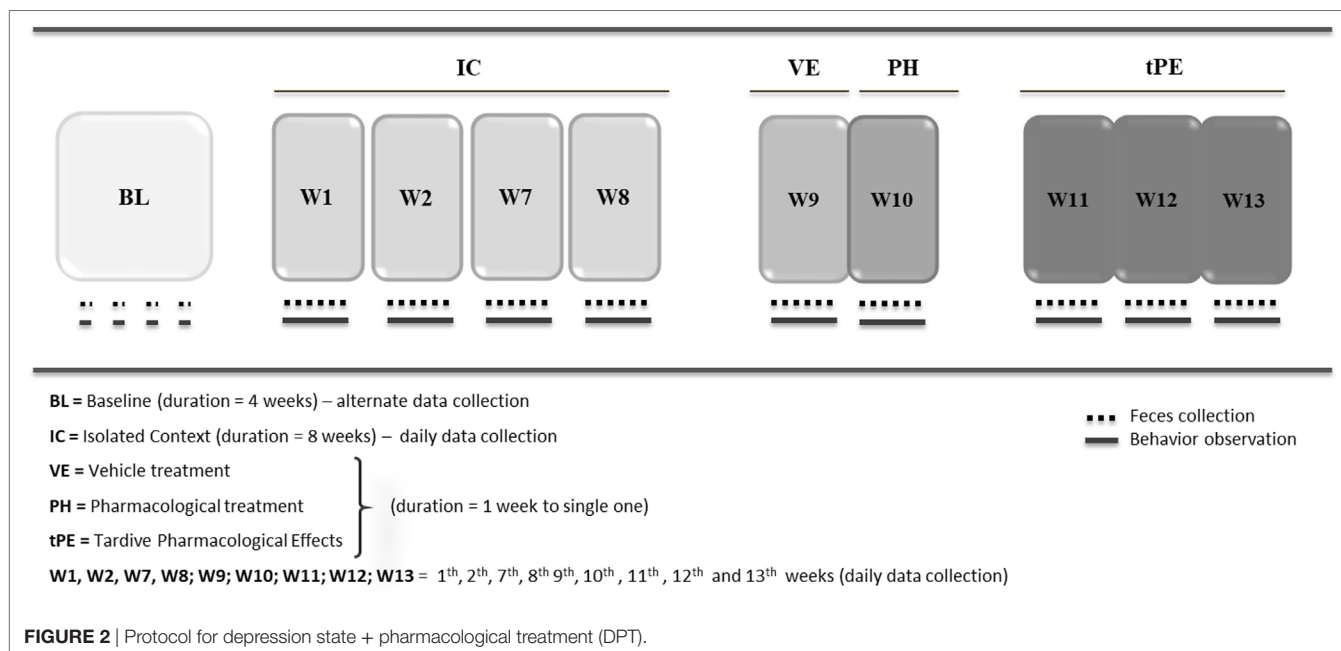 IC VE PH tPE
BL W1 W2 W7 W8 W9 W10 W11 W12 W13
BL = Baseline (duration = 4 weeks) – alternate data collection
IC = Isolated Context (duration = 8 weeks) – daily data collection
VE = Vehicle treatment
PH = Pharmacological treatment
(duration = 1 week to single one)
tPE = Tardive Pharmacological Effects
W1, W2, W7, W8; W9; W10; W11; W12; W13 = 1th, 2th, 7th, 8th 9th, 10th , 11th , 12th and 13th weeks (daily data collection)
Feces collection
Behavior observation
FIGURE 2 | Protocol for depression state + pharmacological treatment (DPT).